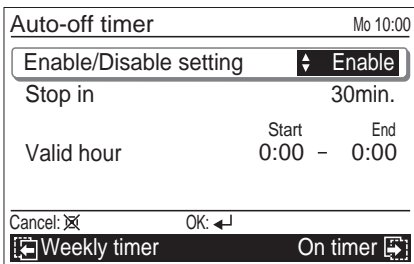 Auto-off timer Mo 10:00
Enable/Disable setting Enable
Stop in 30min.
Start End
Valid hour 0:00 – 0:00
Cancel: OK:
Weekly timer On timer